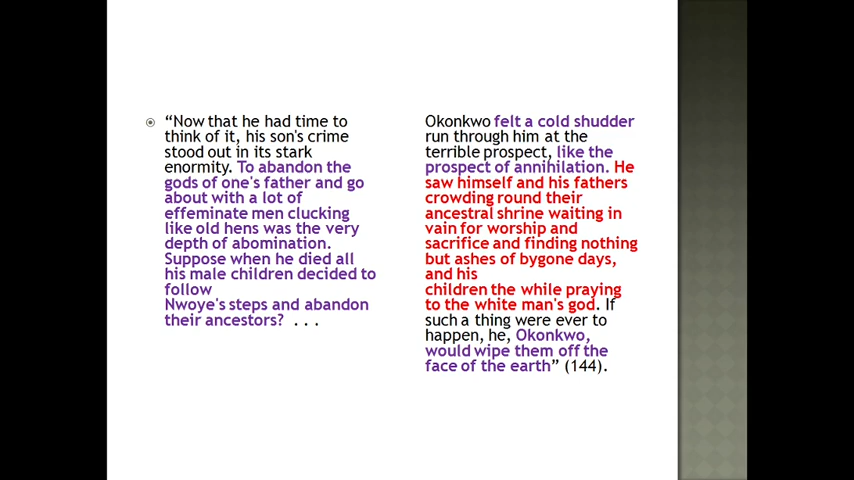 “Now that he had time to
think of it, his son's crime
stood out in its stark
enormity. To abandon the
gods of one's father and go
about with a lot of
effeminate men clucking
like old hens was the very
depth of abomination.
Suppose when he died all
his male children decided to
follow
Nwoye's steps and abandon
their ancestors? . . .
Okonkwo felt a cold shudder
run through him at the
terrible prospect, like the
prospect of annihilation. He
saw himself and his fathers
crowding round their
ancestral shrine waiting in
vain for worship and
sacrifice and finding nothing
but ashes of bygone days,
and his
children the while praying
to the white man's god. If
such a thing were ever to
happen, he, Okonkwo,
would wipe them off the
face of the earth” (144).